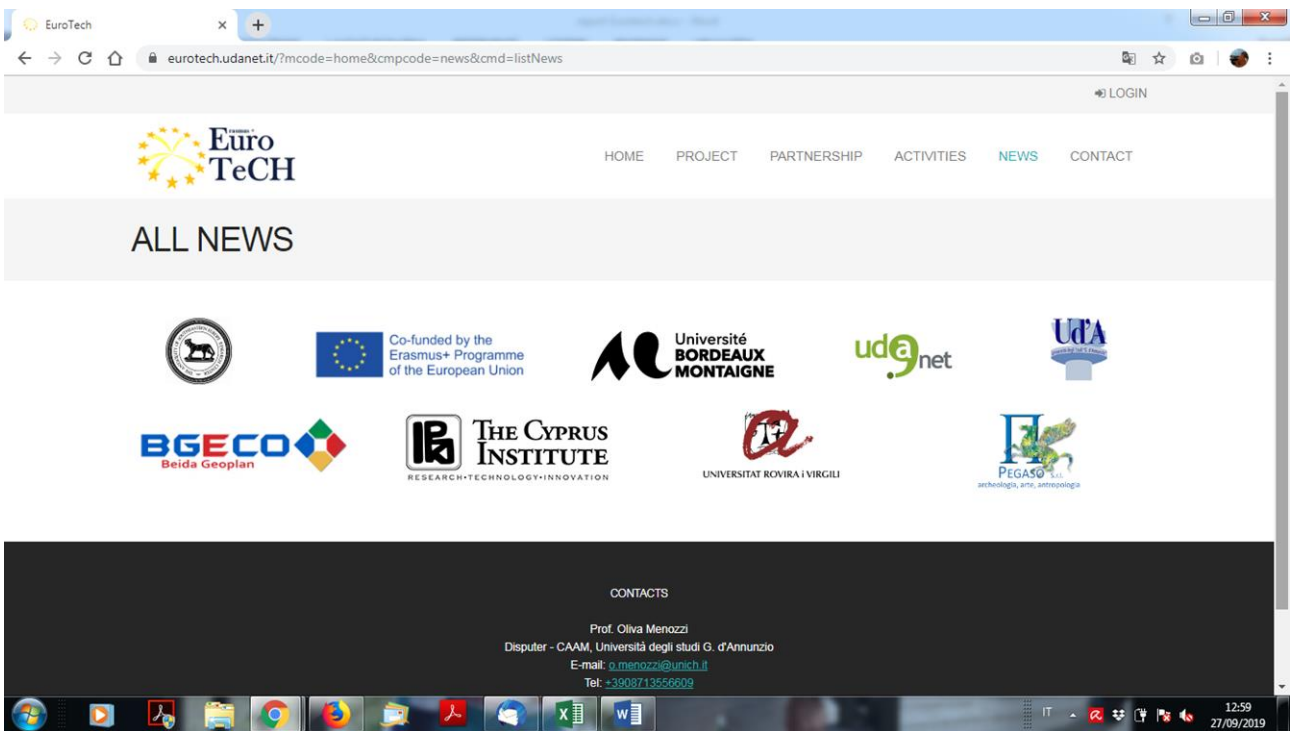 EuroTech
eurotech.udanet.it/?mcode=home&cmpcode=news&cmd=listNews
LOGIN
Euro
TeCH
HOME PROJECT PARTNERSHIP ACTIVITIES NEWS CONTACT
ALL NEWS
Co-funded by the
Erasmus+ Programme
of the European Union
Université
BORDEAUX
MONTAIGNE
udanet
Ud'A
BGECO
Beida Geoplan
THE CYPRUS
INSTITUTE
RESEARCH•TECHNOLOGY•INNOVATION
UNIVERSITAT ROVIRA i VIRGILI
PEGASO s.r.l.
archeologia, arte, antropologia
CONTACTS
Prof. Oliva Menozzi
Disputer - CAAM, Università degli studi G. d'Annunzio
E-mail: o.menozzi@unich.it
Tel: +3908713556609
IT
12:59
27/09/2019